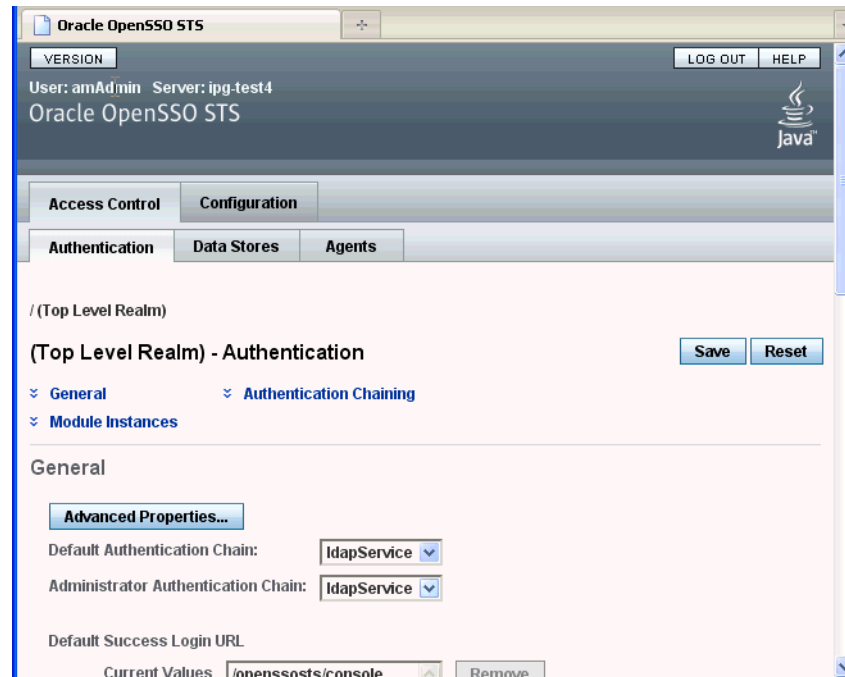 Oracle OpenSSO STS
VERSION
LOG OUT HELP
User: amAdmin Server: ipg-test4
Oracle OpenSSO STS
Java™
Access Control Configuration
Authentication Data Stores Agents
/ (Top Level Realm)
(Top Level Realm) - Authentication
Save Reset
General Authentication Chaining
Module Instances
General
Advanced Properties...
Default Authentication Chain: ldapService
Administrator Authentication Chain: ldapService
Default Success Login URL
Current Values /openssosts/console Remove